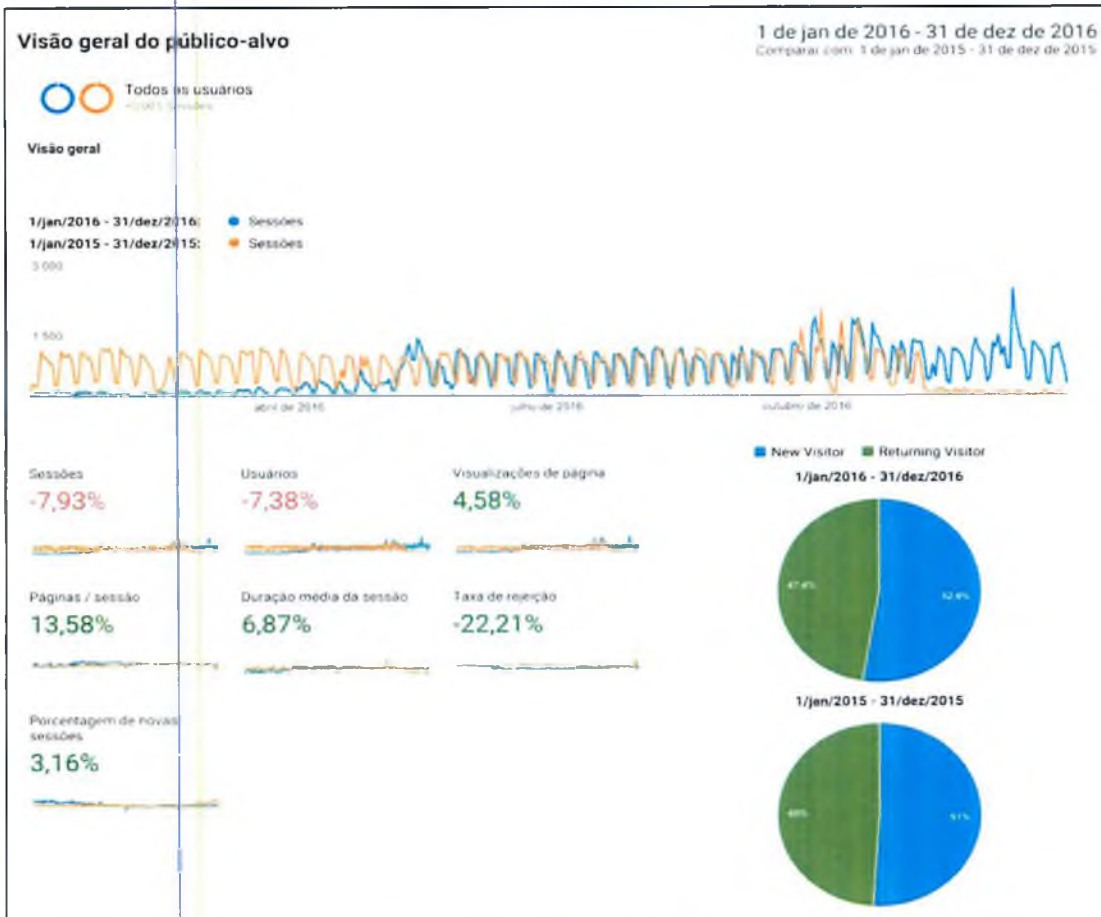 Visão geral do público-alvo
1 de jan de 2016 - 31 de dez de 2016
Comparar com: 1 de jan de 2015 - 31 de dez de 2015
Todos os usuários
Sessões
Visão geral
1/jan/2016 - 31/dez/2016: Sessões
1/jan/2015 - 31/dez/2015: Sessões
3 000
1 500
abril de 2016
julho de 2016
outubro de 2016
Sessões
-7,93%
Usuários
-7,38%
Visualizações de página
4,58%
Páginas / sessão
13,58%
Duração média da sessão
6,87%
Taxa de rejeição
-22,21%
Porcentagem de novas
sessões
3,16%
New Visitor Returning Visitor
1/jan/2016 - 31/dez/2016
47.4%
52.6%
1/jan/2015 - 31/dez/2015
51%